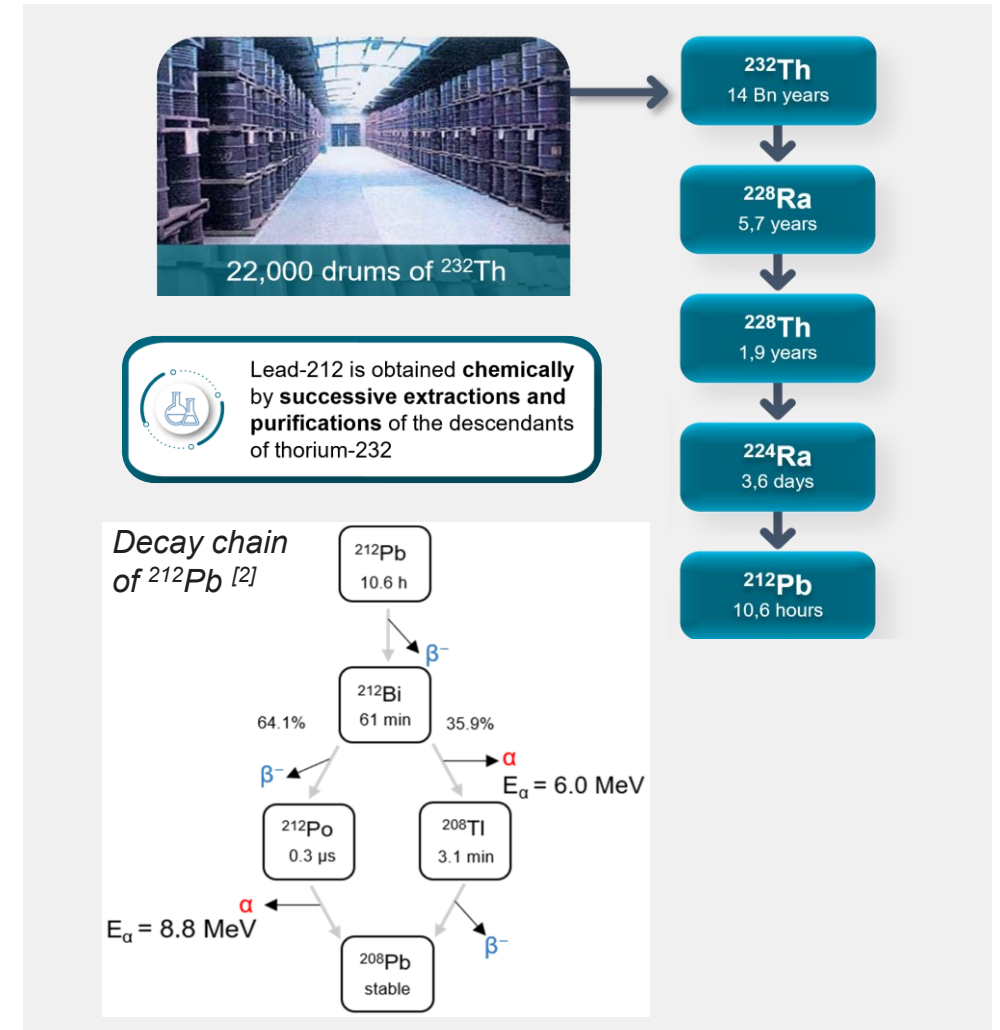 22,000 drums of ²³²Th
²³²Th
14 Bn years
²²⁸Ra
5,7 years
²²⁸Th
1,9 years
²²⁴Ra
3,6 days
²¹²Pb
10,6 hours
Lead-212 is obtained chemically
by successive extractions and
purifications of the descendants
of thorium-232
Decay chain
of ²¹²Pb [2]
²¹²Pb
10.6 h
β⁻
²¹²Bi
61 min
64.1%
35.9%
β⁻
α
Eα = 6.0 MeV
²¹²Po
0.3 µs
²⁰⁸Tl
3.1 min
α
Eα = 8.8 MeV
β⁻
²⁰⁸Pb
stable